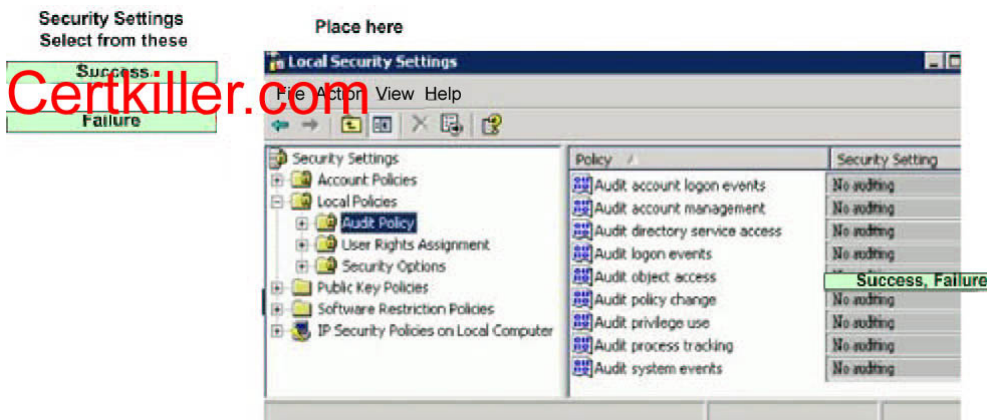 Security Settings
Select from these
Place here
Success
Failure
Certkiller.com
Local Security Settings
File Action View Help
Security Settings
Account Policies
Local Policies
Audit Policy
User Rights Assignment
Security Options
Public Key Policies
Software Restriction Policies
IP Security Policies on Local Computer
Policy
Security Setting
Audit account logon events
No auditing
Audit account management
No auditing
Audit directory service access
No auditing
Audit logon events
No auditing
Audit object access
Success, Failure
Audit policy change
No auditing
Audit privilege use
No auditing
Audit process tracking
No auditing
Audit system events
No auditing